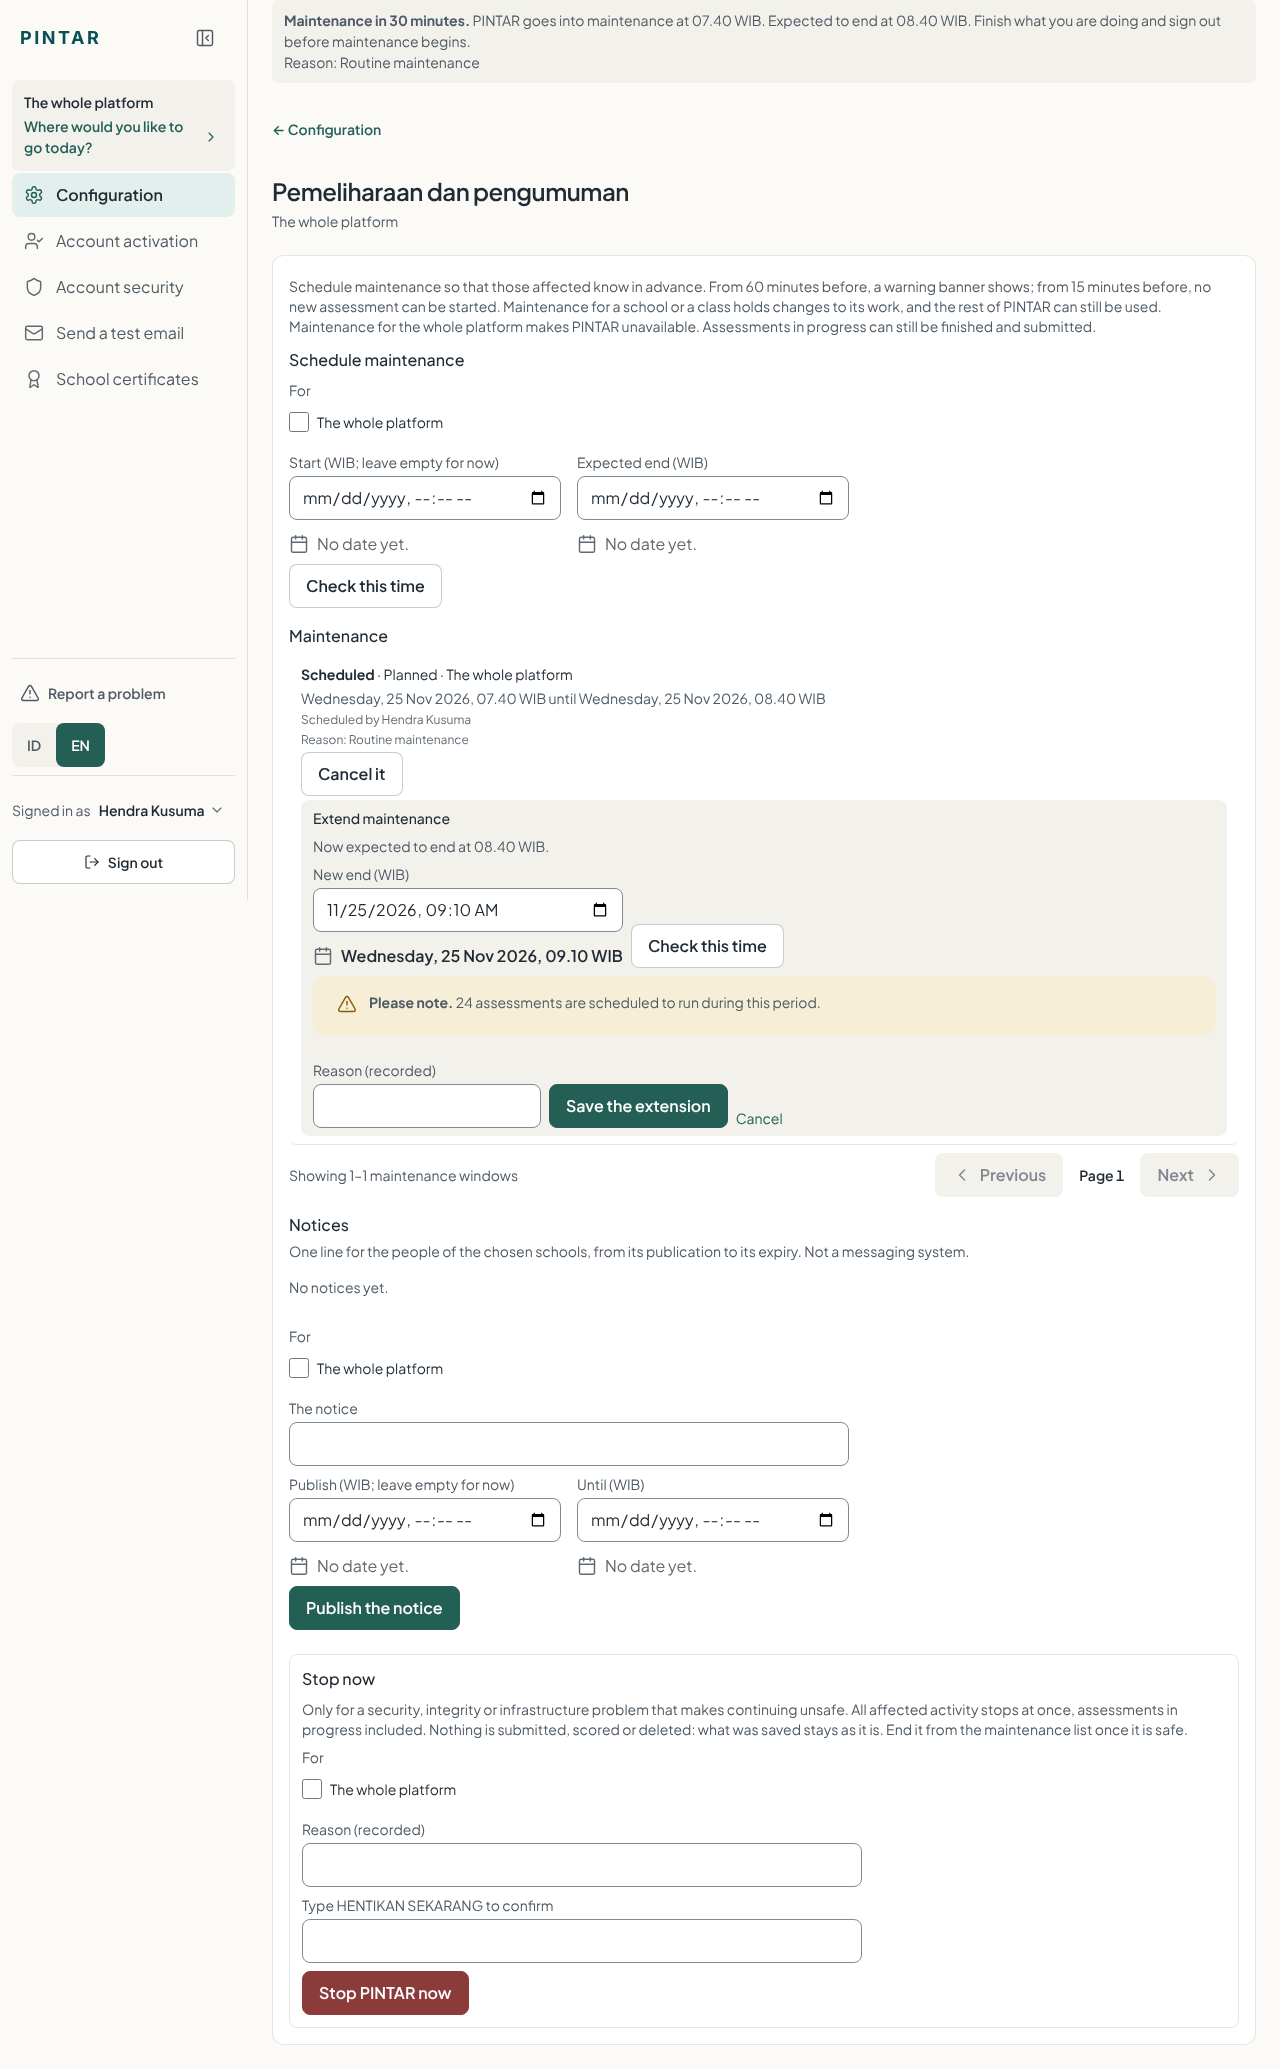 PINTAR
The whole platform
Where would you like to
go today?
Configuration
Account activation
Account security
Send a test email
School certificates
Report a problem
ID
EN
Signed in as Hendra Kusuma
Sign out
Maintenance in 30 minutes. PINTAR goes into maintenance at 07.40 WIB. Expected to end at 08.40 WIB. Finish what you are doing and sign out
before maintenance begins.
Reason: Routine maintenance
← Configuration
Pemeliharaan dan pengumuman
The whole platform
Schedule maintenance so that those affected know in advance. From 60 minutes before, a warning banner shows; from 15 minutes before, no
new assessment can be started. Maintenance for a school or a class holds changes to its work, and the rest of PINTAR can still be used.
Maintenance for the whole platform makes PINTAR unavailable. Assessments in progress can still be finished and submitted.
Schedule maintenance
For
The whole platform
Start (WIB; leave empty for now)
Expected end (WIB)
mm/dd/yyyy, --:-- --
mm/dd/yyyy, --:-- --
No date yet.
No date yet.
Check this time
Maintenance
Scheduled · Planned · The whole platform
Wednesday, 25 Nov 2026, 07.40 WIB until Wednesday, 25 Nov 2026, 08.40 WIB
Scheduled by Hendra Kusuma
Reason: Routine maintenance
Cancel it
Extend maintenance
Now expected to end at 08.40 WIB.
New end (WIB)
11/25/2026, 09:10 AM
Wednesday, 25 Nov 2026, 09.10 WIB
Check this time
Please note. 24 assessments are scheduled to run during this period.
Reason (recorded)
Save the extension
Cancel
Showing 1–1 maintenance windows
Previous
Page 1
Next
Notices
One line for the people of the chosen schools, from its publication to its expiry. Not a messaging system.
No notices yet.
For
The whole platform
The notice
Publish (WIB; leave empty for now)
Until (WIB)
mm/dd/yyyy, --:-- --
mm/dd/yyyy, --:-- --
No date yet.
No date yet.
Publish the notice
Stop now
Only for a security, integrity or infrastructure problem that makes continuing unsafe. All affected activity stops at once, assessments in
progress included. Nothing is submitted, scored or deleted: what was saved stays as it is. End it from the maintenance list once it is safe.
For
The whole platform
Reason (recorded)
Type HENTIKAN SEKARANG to confirm
Stop PINTAR now